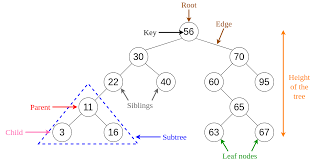 Root
Key
56
Edge
30
70
22
40
60
95
Height
of the
tree
Siblings
Parent
11
65
Child
3
16
Subtree
63
67
Leaf nodes